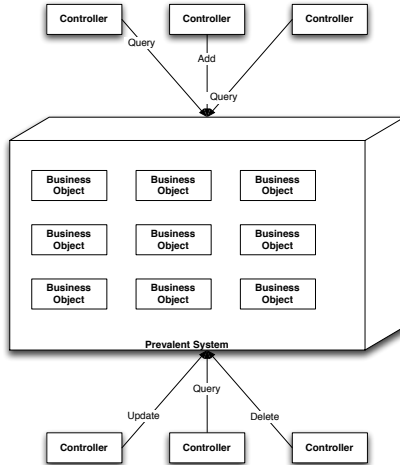 Controller Controller Controller
Query
Add
Query
Business Object Business Object Business Object
Business Object Business Object Business Object
Business Object Business Object Business Object
Prevalent System
Query
Update Delete
Controller Controller Controller